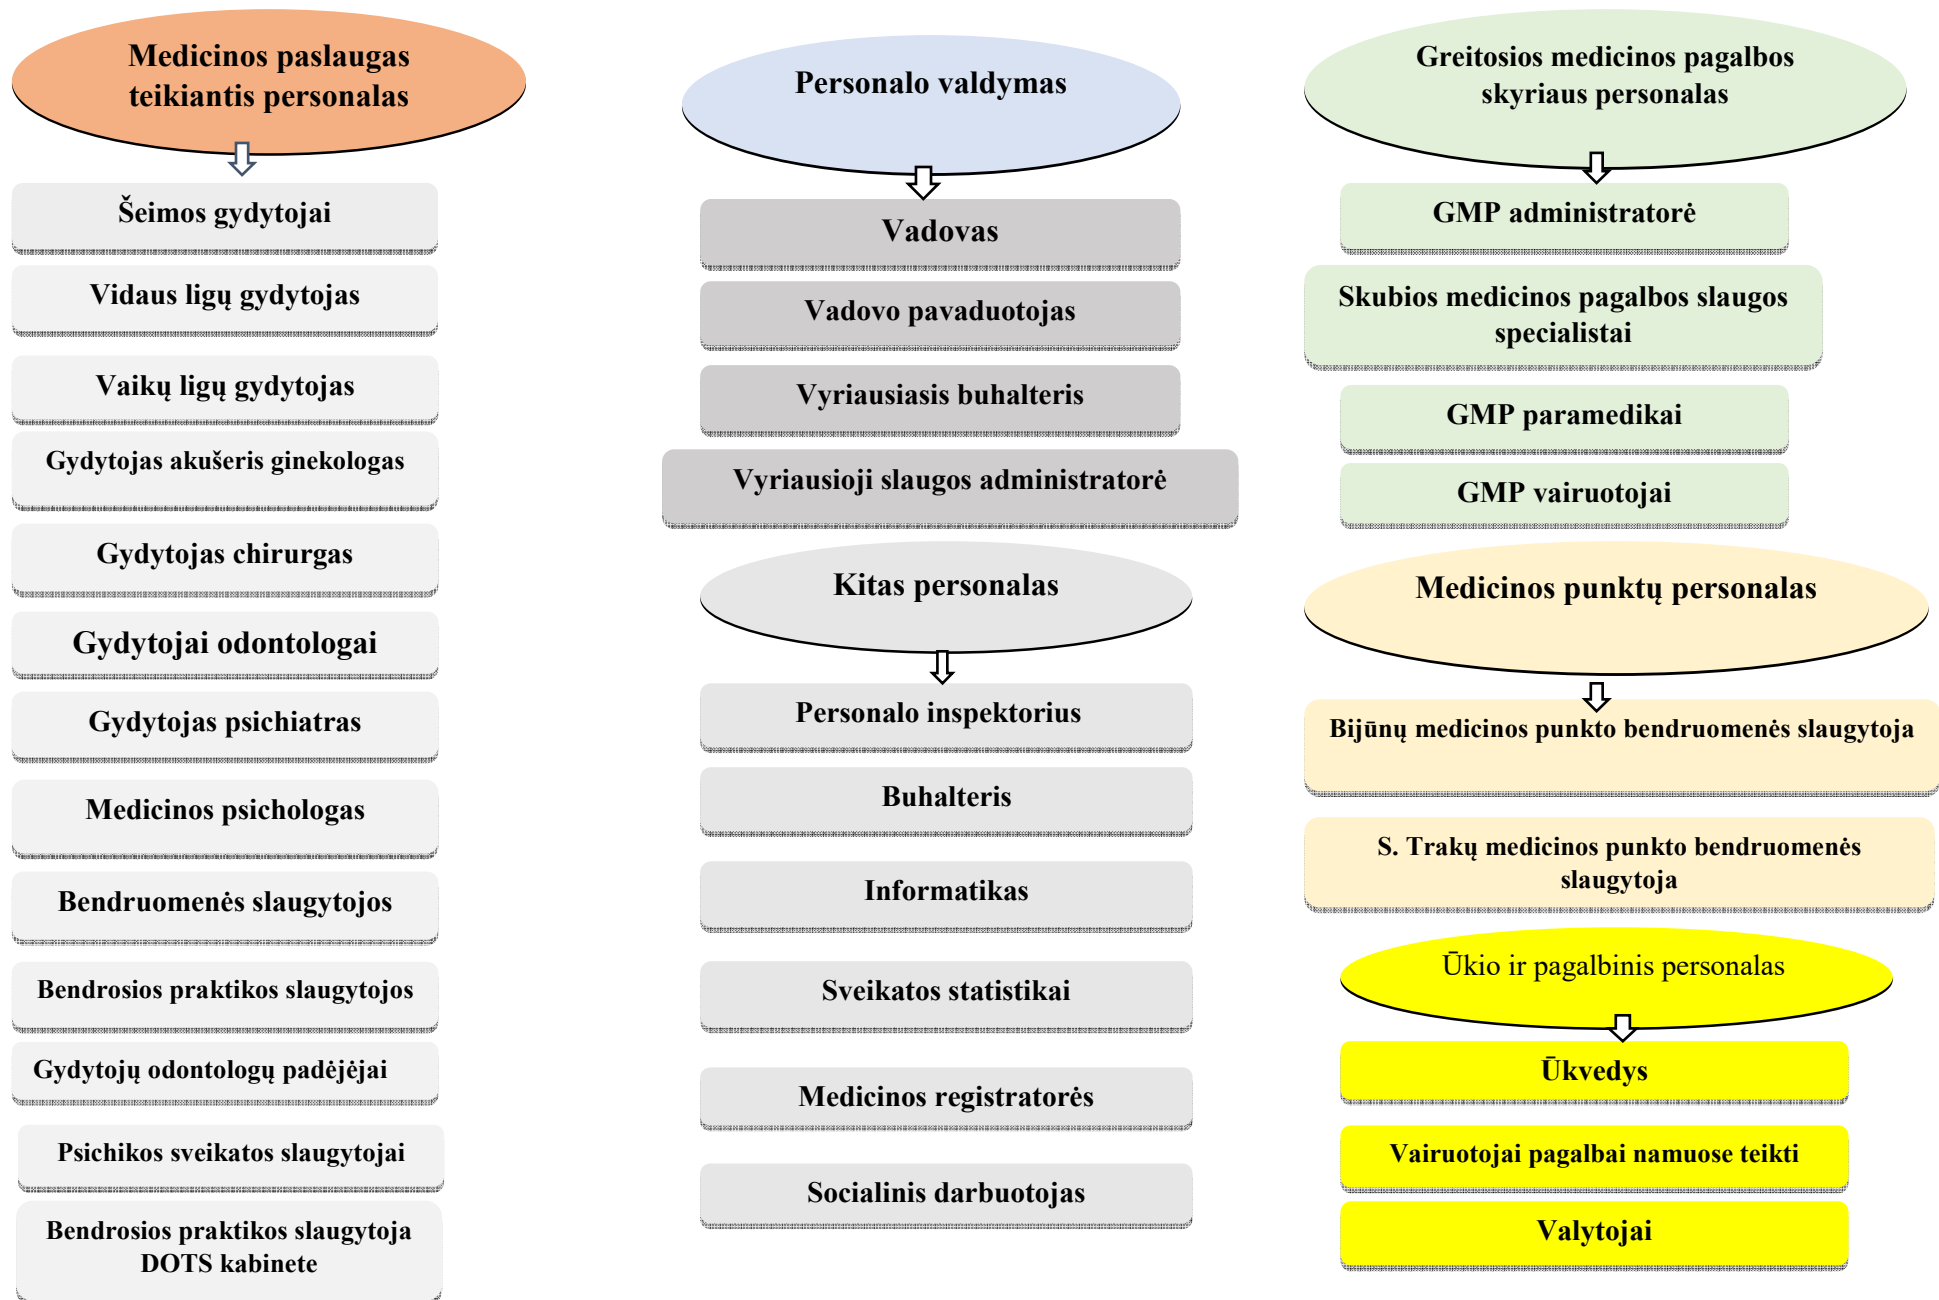 Medicinos paslaugas
teikiantis personalas
Šeimos gydytojai
Vidaus ligų gydytojas
Vaikų ligų gydytojas
Gydytojas akušeris ginekologas
Gydytojas chirurgas
Gydytojai odontologai
Gydytojas psichiatras
Medicinos psichologas
Bendruomenės slaugytojos
Bendrosios praktikos slaugytojos
Gydytojų odontologų padėjėjai
Psichikos sveikatos slaugytojai
Bendrosios praktikos slaugytoja
DOTS kabinete
Personalo valdymas
Vadovas
Vadovo pavaduotojas
Vyriausiasis buhalteris
Vyriausioji slaugos administratorė
Kitas personalas
Personalo inspektorius
Buhalteris
Informatikas
Sveikatos statistikai
Medicinos registratorės
Socialinis darbuotojas
Greitosios medicinos pagalbos
skyriaus personalas
GMP administratorė
Skubios medicinos pagalbos slaugos
specialistai
GMP paramedikai
GMP vairuotojai
Medicinos punktų personalas
Bijūnų medicinos punkto bendruomenės slaugytoja
S. Trakų medicinos punkto bendruomenės
slaugytoja
Ūkio ir pagalbinis personalas
Ūkvedys
Vairuotojai pagalbai namuose teikti
Valytojai